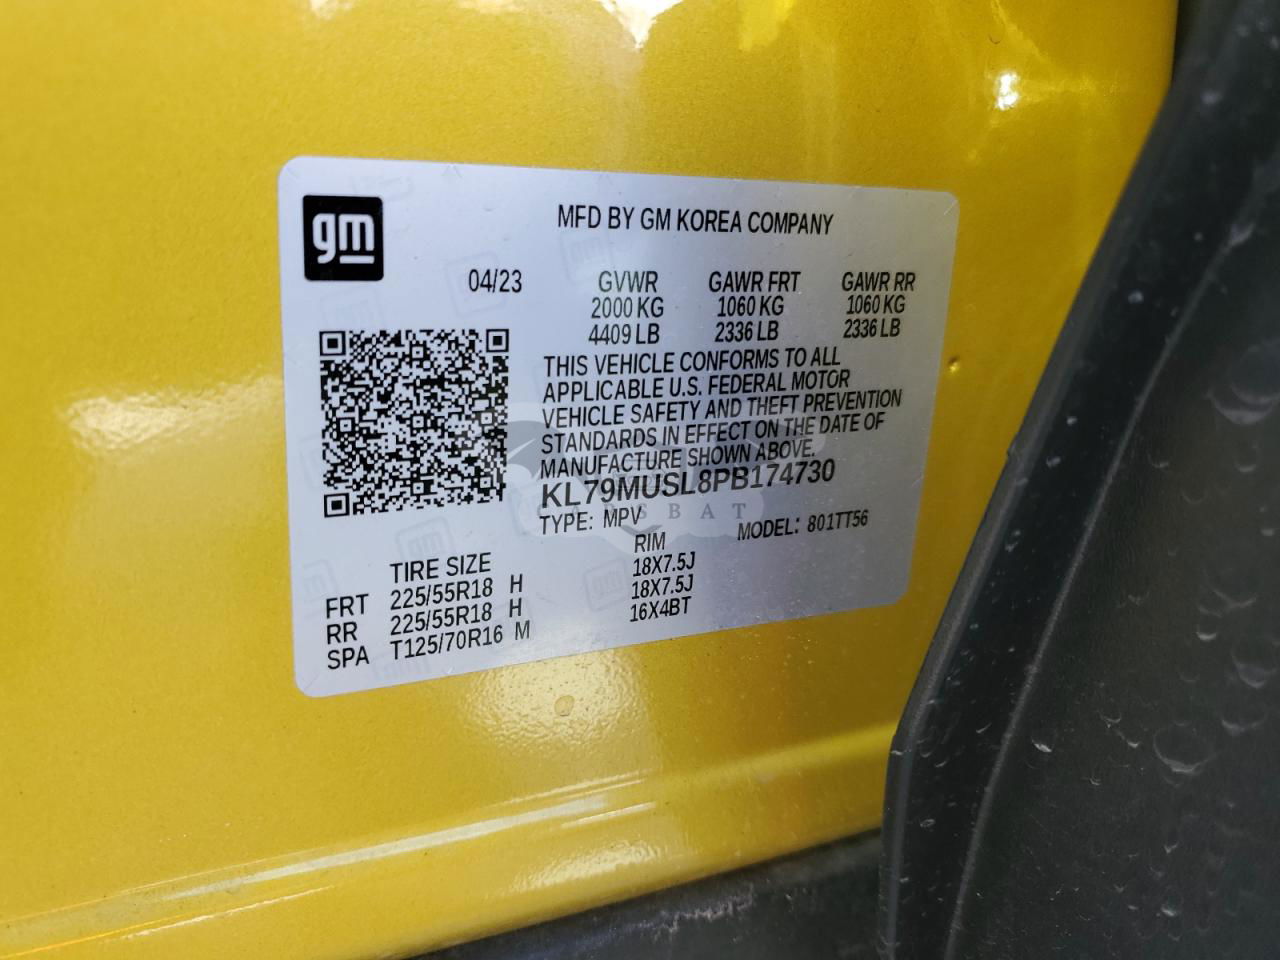 gm
MFD BY GM KOREA COMPANY
04/23 GVWR GAWR FRT GAWR RR
2000 KG 1060 KG 1060 KG
4409 LB 2336 LB 2336 LB
THIS VEHICLE CONFORMS TO ALL
APPLICABLE U.S. FEDERAL MOTOR
VEHICLE SAFETY AND THEFT PREVENTION
STANDARDS IN EFFECT ON THE DATE OF
MANUFACTURE SHOWN ABOVE.
KL79MUSL8PB174730
CARSBAT
TYPE: MPV MODEL: 801TT56
TIRE SIZE RIM
FRT 225/55R18 H 18X7.5J
RR 225/55R18 H 18X7.5J
SPA T125/70R16 M 16X4BT